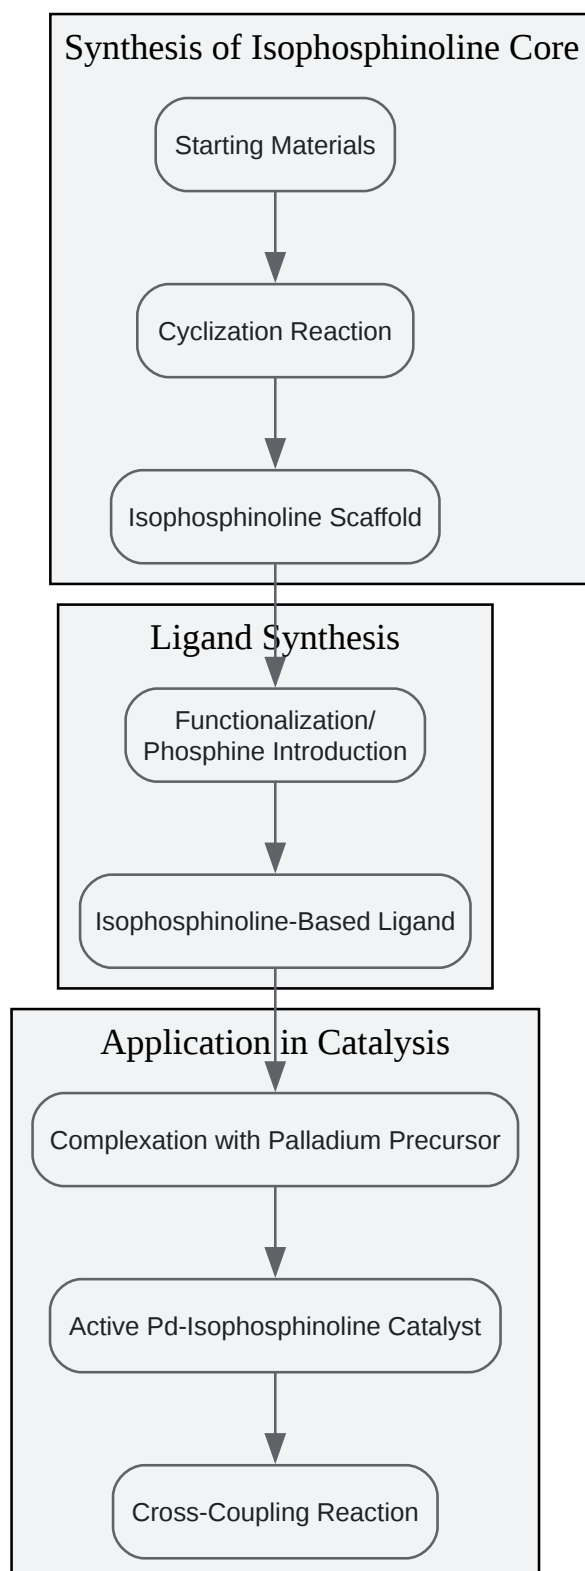 Synthesis of Isophosphinoline Core
Starting Materials
Cyclization Reaction
Isophosphinoline Scaffold
Ligand Synthesis
Functionalization/
Phosphine Introduction
Isophosphinoline-Based Ligand
Application in Catalysis
Complexation with Palladium Precursor
Active Pd-Isophosphinoline Catalyst
Cross-Coupling Reaction